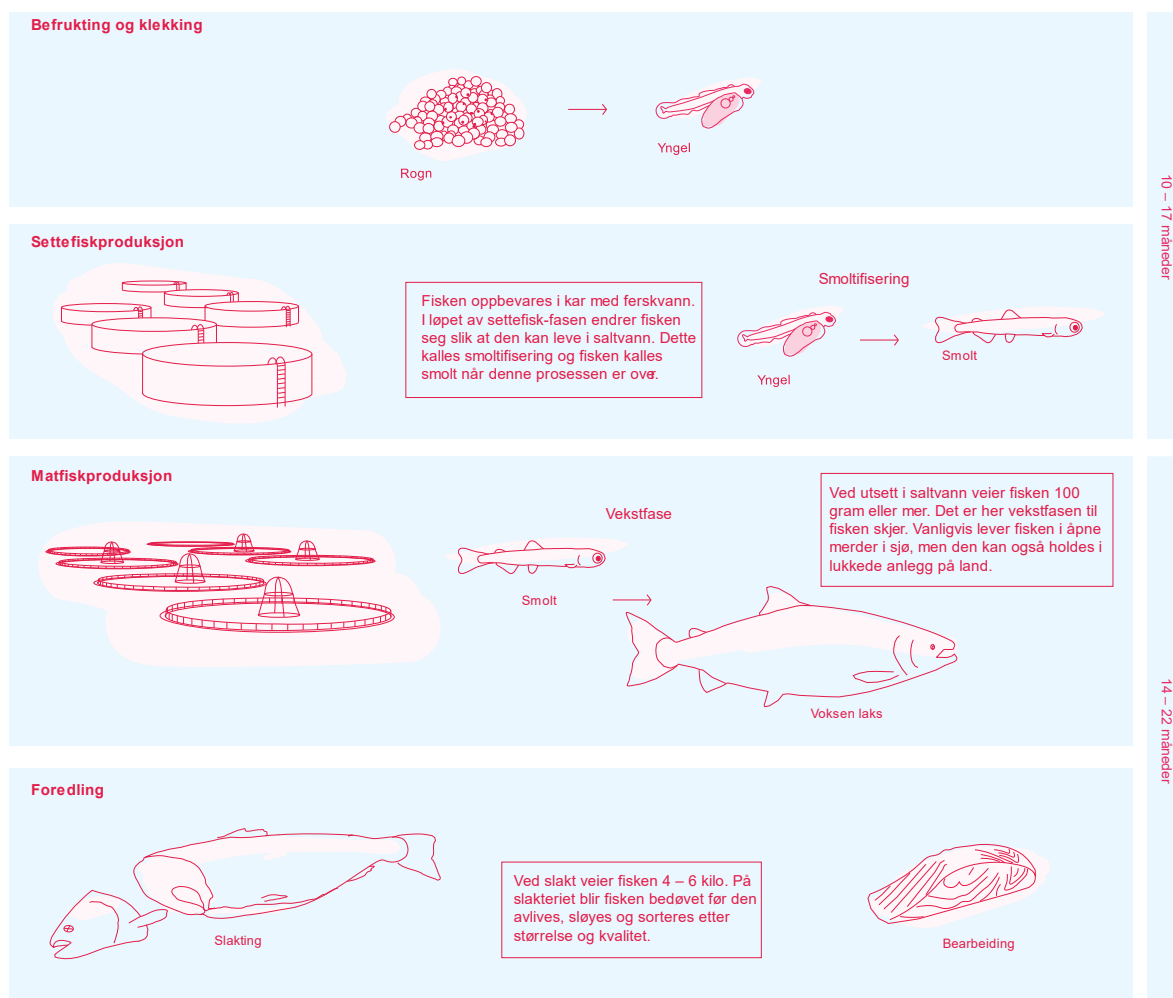 Befrukting og klekking
Rogn
Yngel
10 – 17 måneder
Settefiskproduksjon
Fisken oppbevares i kar med ferskvann.
I løpet av settefisk-fasen endrer fisken
seg slik at den kan leve i saltvann. Dette
kalles smoltifisering og fisken kalles
smolt når denne prosessen er over.
Smoltifisering
Yngel
Smolt
Matfiskproduksjon
Vekstfase
Smolt
Voksen laks
Ved utsett i saltvann veier fisken 100
gram eller mer. Det er her vekstfasen til
fisken skjer. Vanligvis lever fisken i åpne
merder i sjø, men den kan også holdes i
lukkede anlegg på land.
14 – 22 måneder
Foredling
Slakting
Ved slakt veier fisken 4 – 6 kilo. På
slakteriet blir fisken bedøvet før den
avlives, sløyes og sorteres etter
størrelse og kvalitet.
Bearbeiding